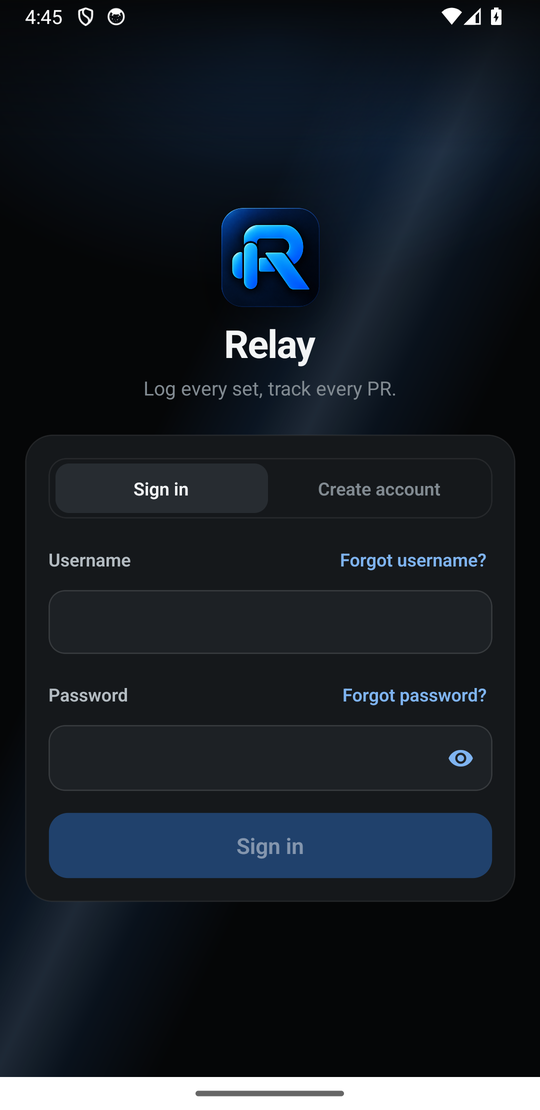 4:45
Relay
Log every set, track every PR.
Sign in Create account
Username Forgot username?
Password Forgot password?
Sign in